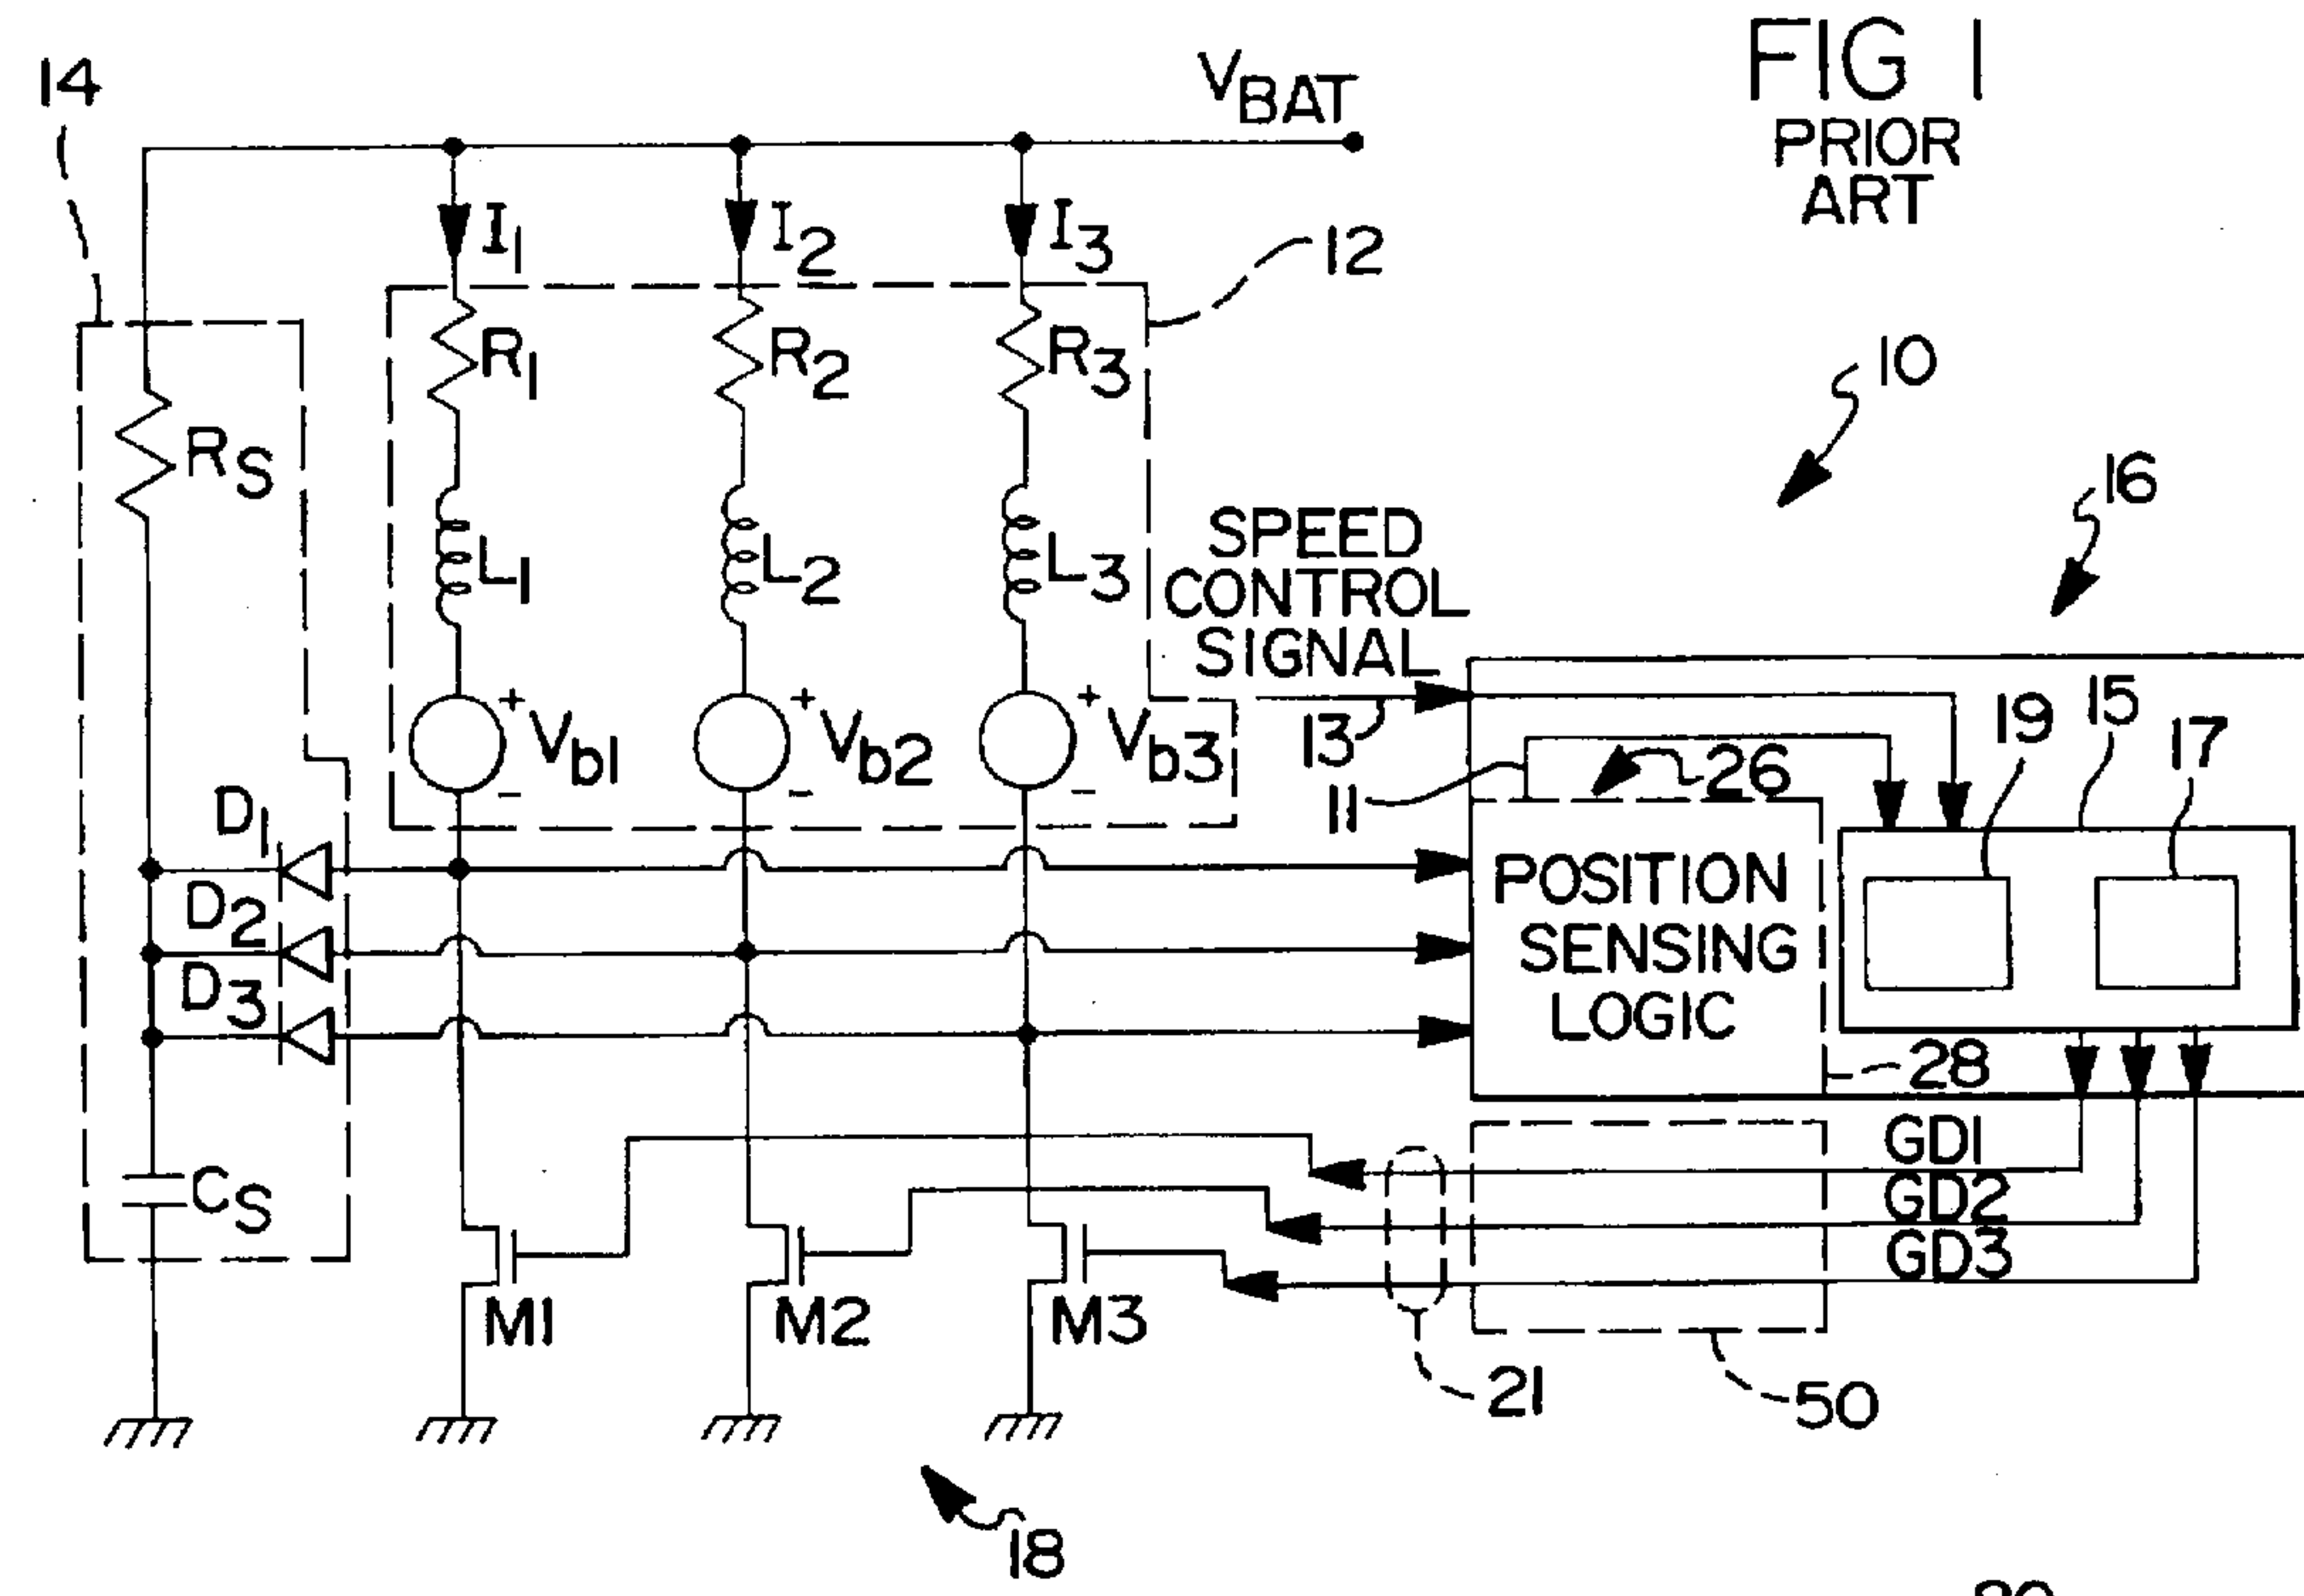 FIG 1
PRIOR
ART
14
VBAT
I1
I2
I3
12
R1
R2
R3
10
RS
16
L1
L2
L3
SPEED
CONTROL
SIGNAL
13
19
15
17
Vb1
Vb2
Vb3
+
+
+
-
-
-
11
26
D1
D2
D3
POSITION
SENSING
LOGIC
28
CS
GD1
GD2
GD3
M1
M2
M3
21
50
18